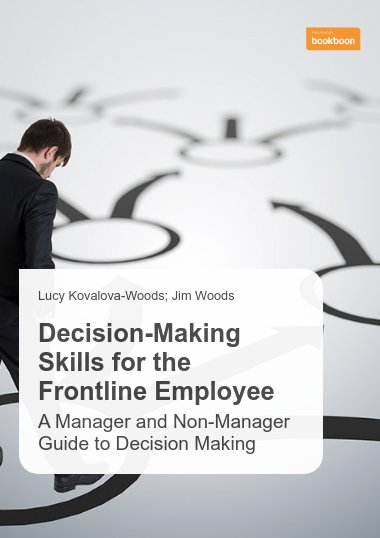 bookboon
Lucy Kovalova-Woods; Jim Woods
Decision-Making
Skills for the
Frontline Employee
A Manager and Non-Manager
Guide to Decision Making